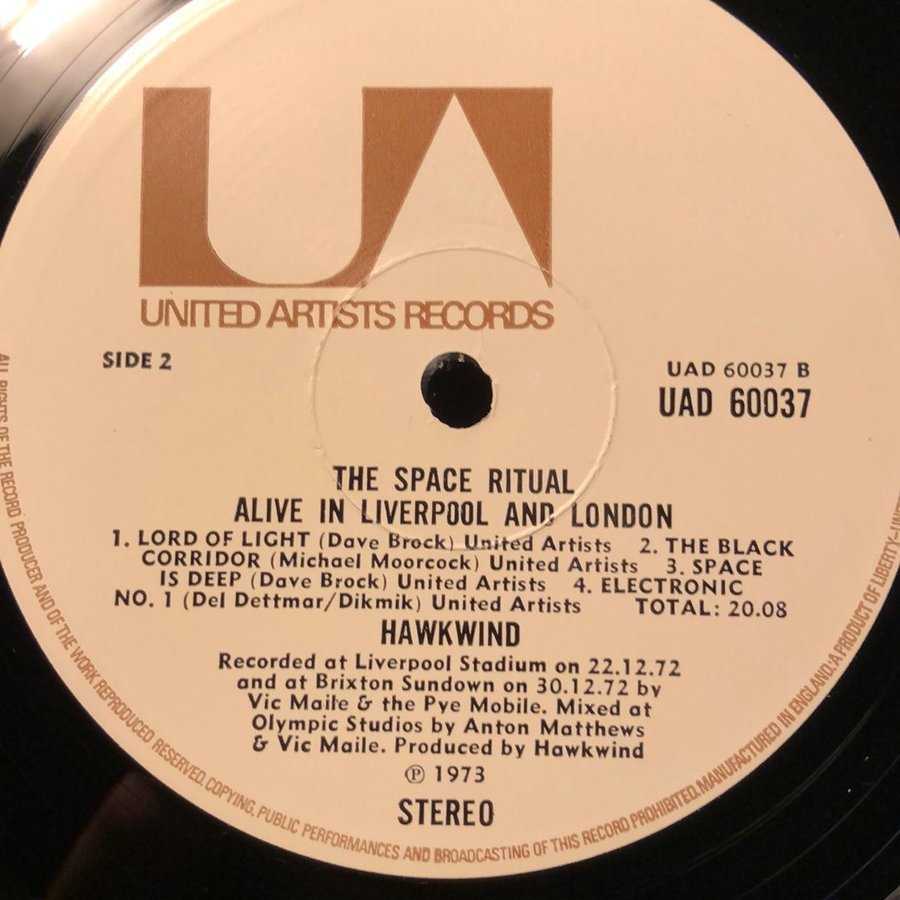 UNITED ARTISTS RECORDS
SIDE 2
UAD 60037 B
UAD 60037
THE SPACE RITUAL
ALIVE IN LIVERPOOL AND LONDON
1. LORD OF LIGHT (Dave Brock) United Artists 2. THE BLACK
CORRIDOR (Michael Moorcock) United Artists 3. SPACE
IS DEEP (Dave Brock) United Artists 4. ELECTRONIC
NO. 1 (Del Dettmar/Dikmik) United Artists TOTAL: 20.08
HAWKWIND
Recorded at Liverpool Stadium on 22.12.72
and at Brixton Sundown on 30.12.72 by
Vic Maile & the Pye Mobile. Mixed at
Olympic Studios by Anton Matthews
& Vic Maile. Produced by Hawkwind
℗ 1973
STEREO
ALL RIGHTS OF THE RECORD PRODUCER AND OF THE WORK REPRODUCED RESERVED. COPYING, PUBLIC PERFORMANCES AND BROADCASTING OF THIS RECORD PROHIBITED. MANUFACTURED IN ENGLAND. A PRODUCT OF LIBERTY-